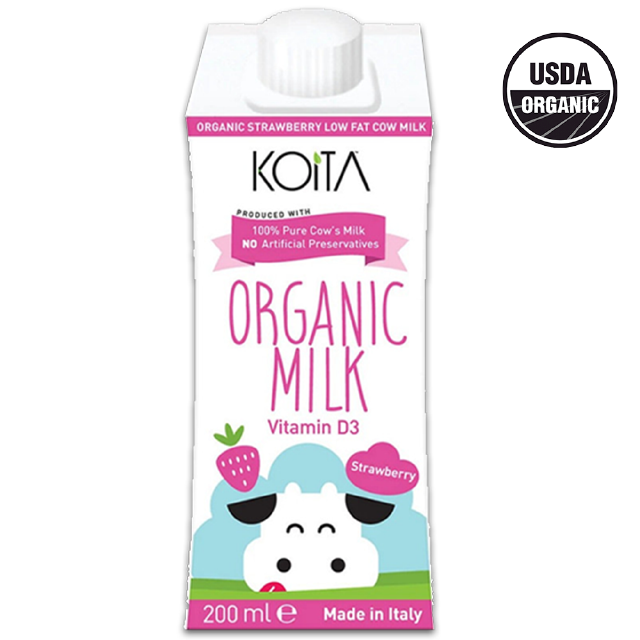 USDA
ORGANIC
ORGANIC STRAWBERRY LOW FAT COW MILK
KOiTA™
PRODUCED WITH
100% Pure Cow's Milk
NO Artificial Preservatives
ORGANIC
MILK
Vitamin D3
Strawberry
200 ml ℮
Made in Italy